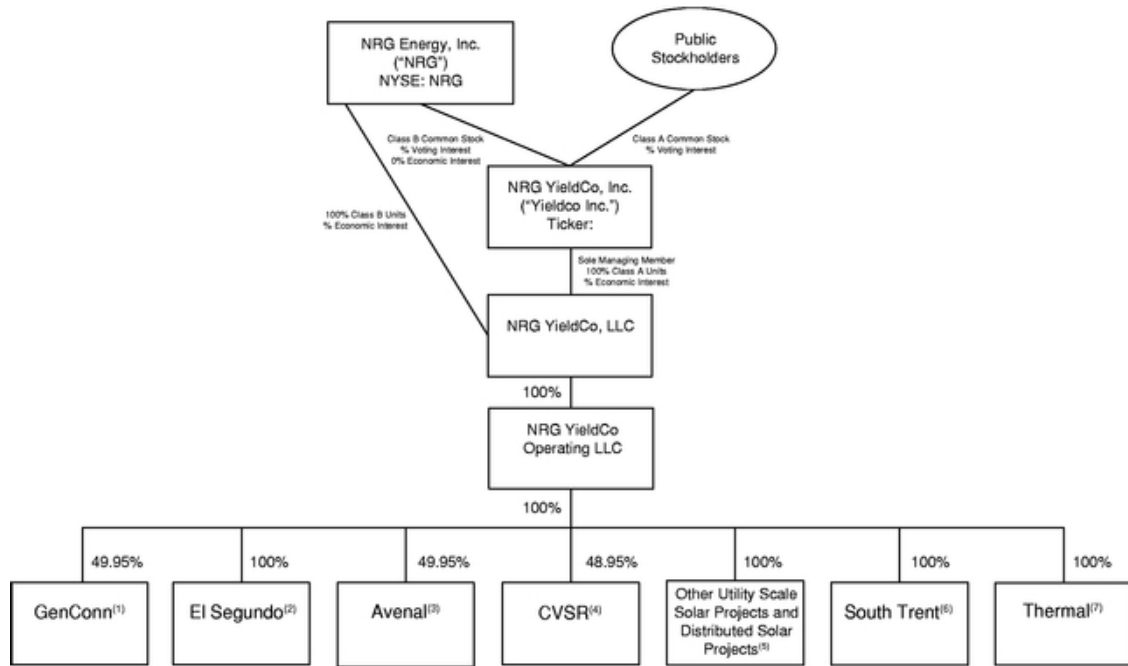 NRG Energy, Inc.
("NRG")
NYSE: NRG
Public
Stockholders
Class B Common Stock
% Voting Interest
0% Economic Interest
Class A Common Stock
% Voting Interest
NRG YieldCo, Inc.
("Yieldco Inc.")
Ticker:
100% Class B Units
% Economic Interest
Sole Managing Member
100% Class A Units
% Economic Interest
NRG YieldCo, LLC
100%
NRG YieldCo
Operating LLC
100%
49.95%
100%
49.95%
48.95%
100%
100%
100%
GenConn(1)
El Segundo(2)
Avenal(3)
CVSR(4)
Other Utility Scale
Solar Projects and
Distributed Solar
Projects(5)
South Trent(6)
Thermal(7)